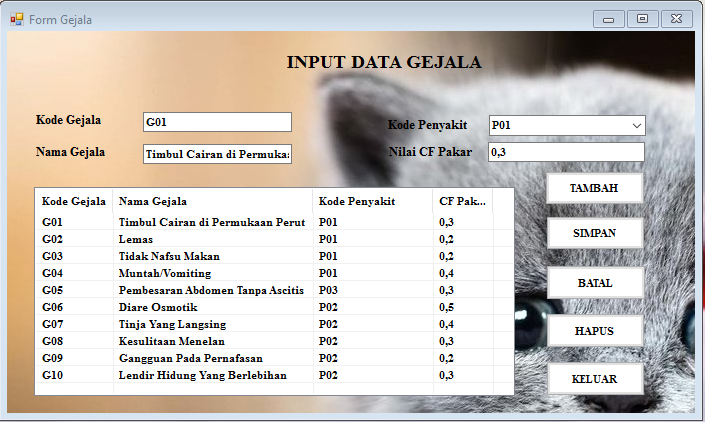 Form Gejala
INPUT DATA GEJALA
Kode Gejala G01 Kode Penyakit P01
Nama Gejala Timbul Cairan di Permuka Nilai CF Pakar 0,3
Kode Gejala Nama Gejala Kode Penyakit CF Pak...
G01 Timbul Cairan di Permukaan Perut P01 0,3
G02 Lemas P01 0,2
G03 Tidak Nafsu Makan P01 0,2
G04 Muntah/Vomiting P01 0,4
G05 Pembesaran Abdomen Tanpa Ascitis P03 0,3
G06 Diare Osmotik P02 0,5
G07 Tinja Yang Langsing P02 0,4
G08 Kesulitaan Menelan P02 0,3
G09 Gangguan Pada Pernafasan P02 0,2
G10 Lendir Hidung Yang Berlebihan P02 0,3
TAMBAH
SIMPAN
BATAL
HAPUS
KELUAR